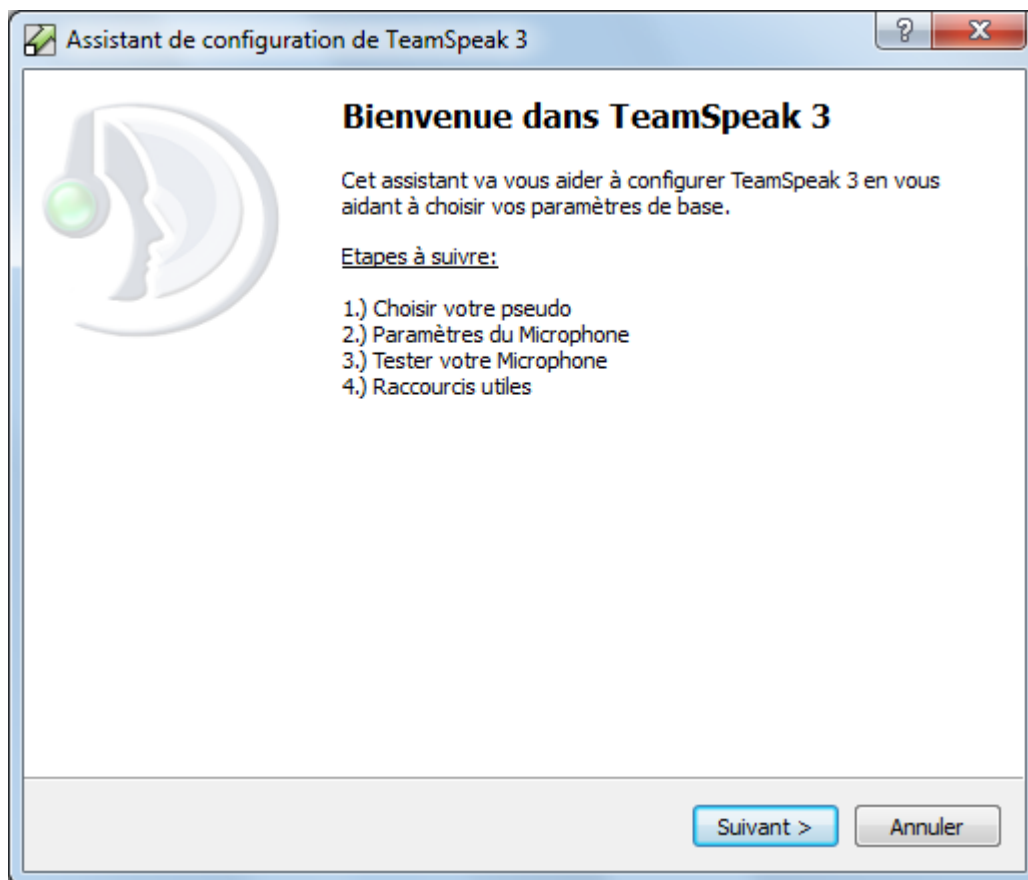 Assistant de configuration de TeamSpeak 3
Bienvenue dans TeamSpeak 3
Cet assistant va vous aider à configurer TeamSpeak 3 en vous
aidant à choisir vos paramètres de base.
Etapes à suivre:
1.) Choisir votre pseudo
2.) Paramètres du Microphone
3.) Tester votre Microphone
4.) Raccourcis utiles
Suivant >
Annuler